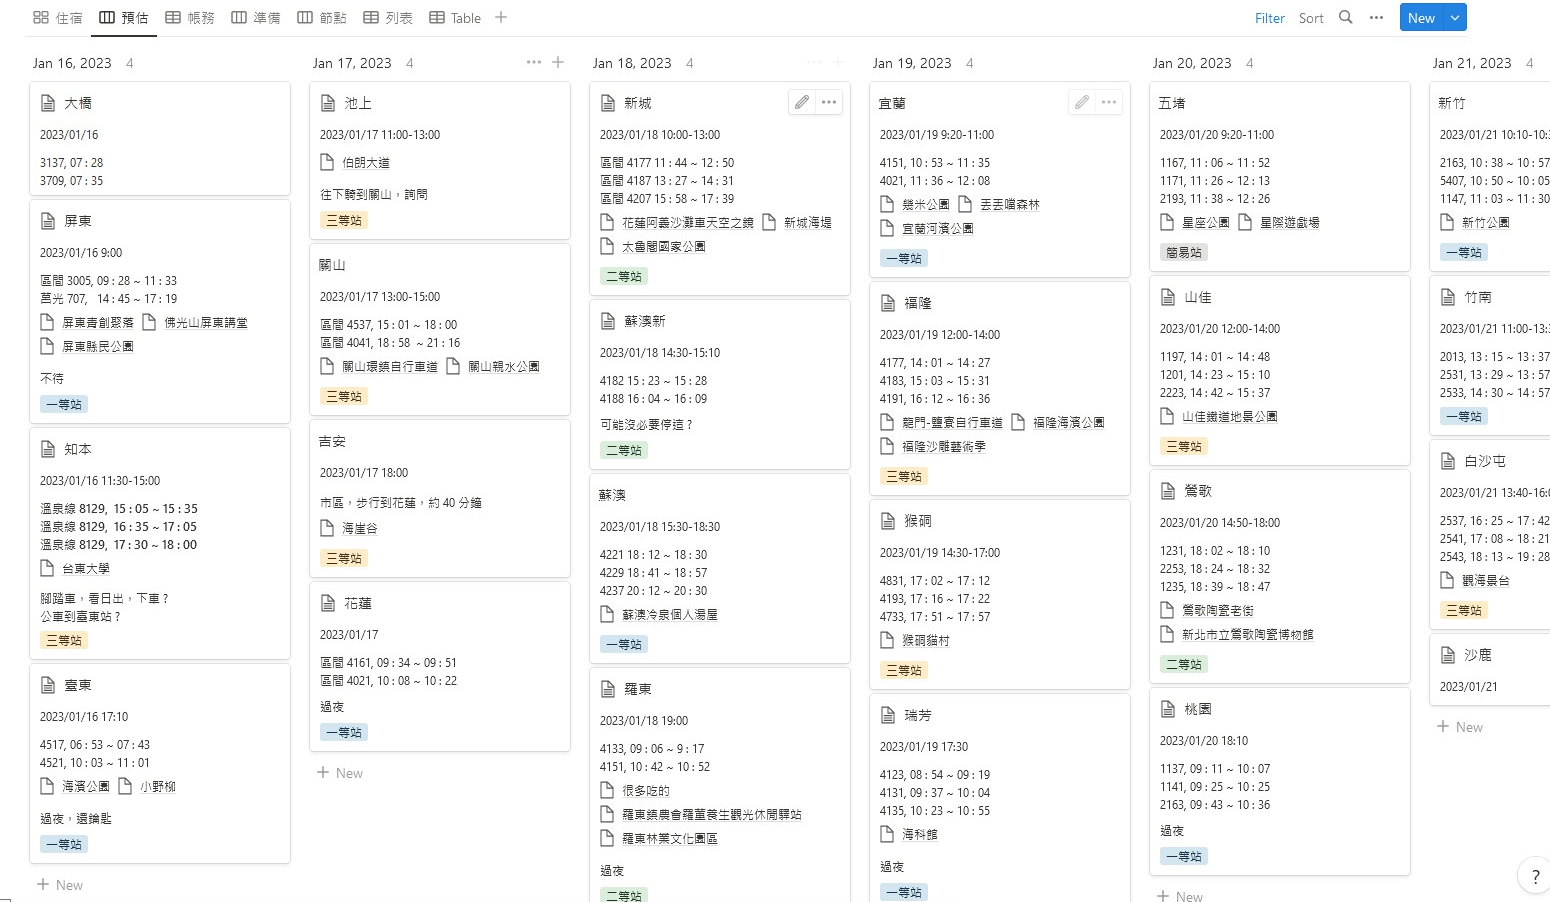 住宿 預估 帳務 準備 節點 列表 Table
Filter Sort New
Jan 16, 2023 4
大橋
2023/01/16
3137, 07 : 28
3709, 07 : 35
屏東
2023/01/16 9:00
區間 3005, 09 : 28 ~ 11 : 33
莒光 707, 14 : 45 ~ 17 : 19
屏東青創聚落 佛光山屏東講堂
屏東縣民公園
不待
一等站
知本
2023/01/16 11:30-15:00
溫泉線 8129, 15 : 05 ~ 15 : 35
溫泉線 8129, 16 : 35 ~ 17 : 05
溫泉線 8129, 17 : 30 ~ 18 : 00
台東大學
腳踏車，看日出，下車？
公車到臺東站？
三等站
臺東
2023/01/16 17:10
4517, 06 : 53 ~ 07 : 43
4521, 10 : 03 ~ 11 : 01
海濱公園 小野柳
過夜，還鑰匙
一等站
New
Jan 17, 2023 4
池上
2023/01/17 11:00-13:00
伯朗大道
往下騎到關山，詢問
三等站
關山
2023/01/17 13:00-15:00
區間 4537, 15 : 01 ~ 18 : 00
區間 4041, 18 : 58 ~ 21 : 16
關山環鎮自行車道 關山親水公園
三等站
吉安
2023/01/17 18:00
市區，步行到花蓮，約 40 分鐘
海崖谷
三等站
花蓮
2023/01/17
區間 4161, 09 : 34 ~ 09 : 51
區間 4021, 10 : 08 ~ 10 : 22
過夜
一等站
New
Jan 18, 2023 4
新城
2023/01/18 10:00-13:00
區間 4177 11 : 44 ~ 12 : 50
區間 4187 13 : 27 ~ 14 : 31
區間 4207 15 : 58 ~ 17 : 39
花蓮阿義沙灘車天空之鏡 新城海堤
太魯閣國家公園
二等站
蘇澳新
2023/01/18 14:30-15:10
4182 15 : 23 ~ 15 : 28
4188 16 : 04 ~ 16 : 09
可能沒必要停這？
二等站
蘇澳
2023/01/18 15:30-18:30
4221 18 : 12 ~ 18 : 30
4229 18 : 41 ~ 18 : 57
4237 20 : 12 ~ 20 : 30
蘇澳冷泉個人湯屋
一等站
羅東
2023/01/18 19:00
4133, 09 : 06 ~ 9 : 17
4151, 10 : 42 ~ 10 : 52
很多吃的
羅東鎮農會羅董養生觀光休閒驛站
羅東林業文化園區
過夜
二等站
Jan 19, 2023 4
宜蘭
2023/01/19 9:20-11:00
4151, 10 : 53 ~ 11 : 35
4021, 11 : 36 ~ 12 : 08
幾米公園 丟丟噹森林
宜蘭河濱公園
一等站
福隆
2023/01/19 12:00-14:00
4177, 14 : 01 ~ 14 : 27
4183, 15 : 03 ~ 15 : 31
4191, 16 : 12 ~ 16 : 36
龍門-鹽寮自行車道 福隆海濱公園
福隆沙雕藝術季
三等站
猴硐
2023/01/19 14:30-17:00
4831, 17 : 02 ~ 17 : 12
4193, 17 : 16 ~ 17 : 22
4733, 17 : 51 ~ 17 : 57
猴硐貓村
三等站
瑞芳
2023/01/19 17:30
4123, 08 : 54 ~ 09 : 19
4131, 09 : 37 ~ 10 : 04
4135, 10 : 23 ~ 10 : 55
海科館
過夜
一等站
Jan 20, 2023 4
五堵
2023/01/20 9:20-11:00
1167, 11 : 06 ~ 11 : 52
1171, 11 : 26 ~ 12 : 13
2193, 11 : 38 ~ 12 : 26
星座公園 星際遊戲場
簡易站
山佳
2023/01/20 12:00-14:00
1197, 14 : 01 ~ 14 : 48
1201, 14 : 23 ~ 15 : 10
2223, 14 : 42 ~ 15 : 37
山佳鐵道地景公園
三等站
鶯歌
2023/01/20 14:50-18:00
1231, 18 : 02 ~ 18 : 10
2253, 18 : 24 ~ 18 : 32
1235, 18 : 39 ~ 18 : 47
鶯歌陶瓷老街
新北市立鶯歌陶瓷博物館
二等站
桃園
2023/01/20 18:10
1137, 09 : 11 ~ 10 : 07
1141, 09 : 25 ~ 10 : 25
2163, 09 : 43 ~ 10 : 36
過夜
一等站
New
Jan 21, 2023 4
新竹
2023/01/21 10:10-10:
2163, 10 : 38 ~ 10 : 57
5407, 10 : 50 ~ 10 : 05
1147, 11 : 03 ~ 11 : 30
新竹公園
一等站
竹南
2023/01/21 11:00-13:
2013, 13 : 15 ~ 13 : 37
2531, 13 : 29 ~ 13 : 57
2533, 14 : 30 ~ 14 : 57
一等站
白沙屯
2023/01/21 13:40-16:
2537, 16 : 25 ~ 17 : 42
2541, 17 : 08 ~ 18 : 21
2543, 18 : 13 ~ 19 : 28
觀海景台
三等站
沙鹿
2023/01/21
New
?